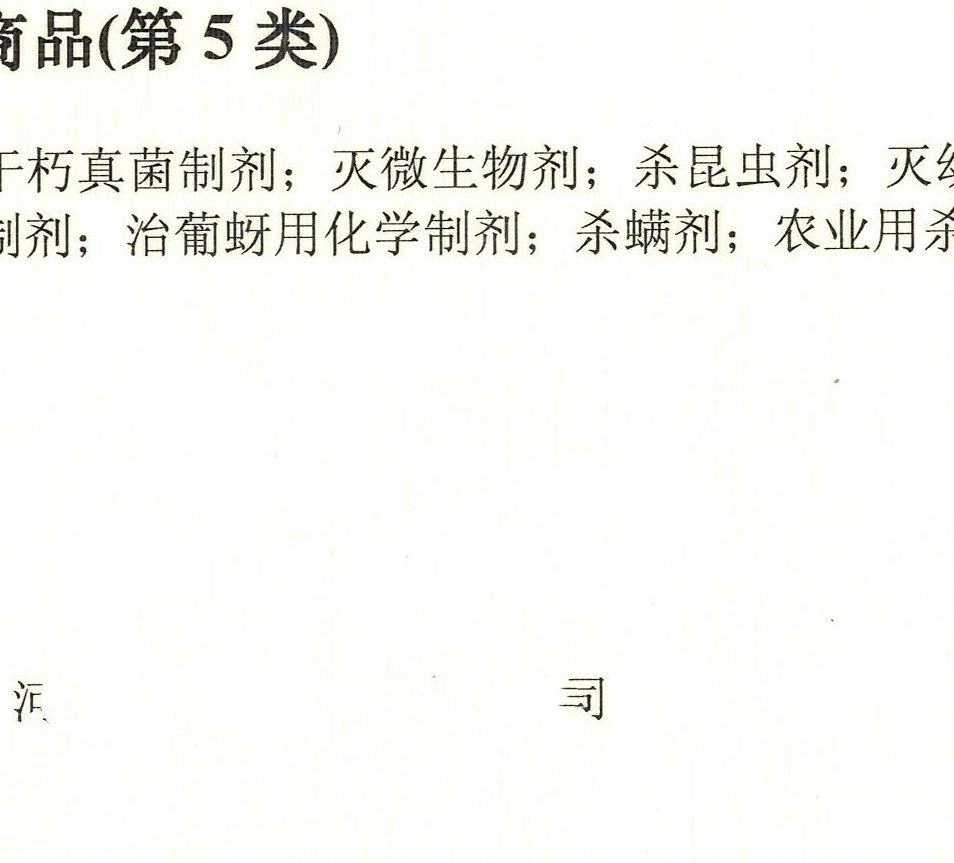 商品(第 5 类)
干朽真菌制剂；灭微生物剂；杀昆虫剂；灭幼
制剂；治葡蚜用化学制剂；杀螨剂；农业用杀
司